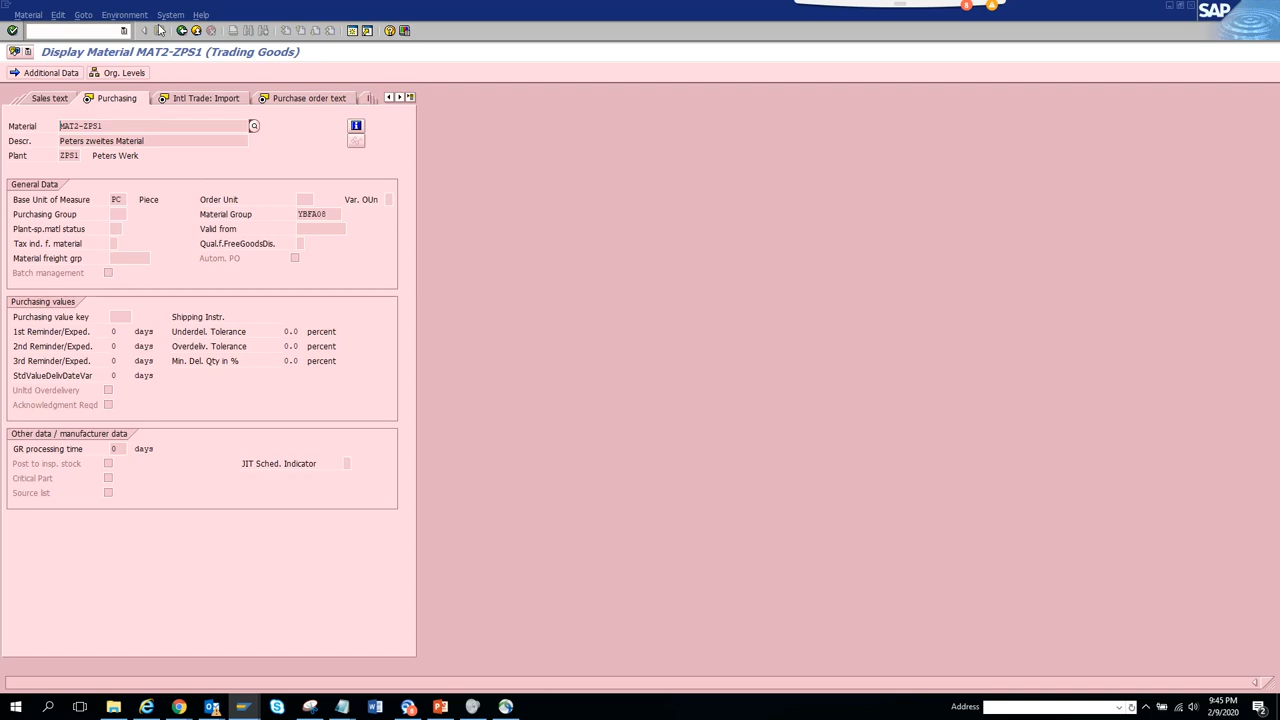 Material Edit Goto Environment System Help
SAP
Display Material MAT2-ZPS1 (Trading Goods)
Additional Data Org. Levels
Sales text Purchasing Intl Trade: Import Purchase order text
Material MAT2-ZPS1
Descr. Peters zweites Material
Plant ZPS1 Peters Werk
General Data
Base Unit of Measure PC Piece Order Unit Var. OUn
Purchasing Group Material Group YBFA08
Plant-sp.matl status Valid from
Tax ind. f. material Qual.f.FreeGoodsDis.
Material freight grp Autom. PO
Batch management
Purchasing values
Purchasing value key Shipping Instr.
1st Reminder/Exped. 0 days Underdel. Tolerance 0.0 percent
2nd Reminder/Exped. 0 days Overdeliv. Tolerance 0.0 percent
3rd Reminder/Exped. 0 days Min. Del. Qty in % 0.0 percent
StdValueDelivDateVar 0 days
Unltd Overdelivery
Acknowledgment Reqd
Other data / manufacturer data
GR processing time 0 days
Post to insp. stock JIT Sched. Indicator
Critical Part
Source list
Address
9:45 PM
2/9/2020